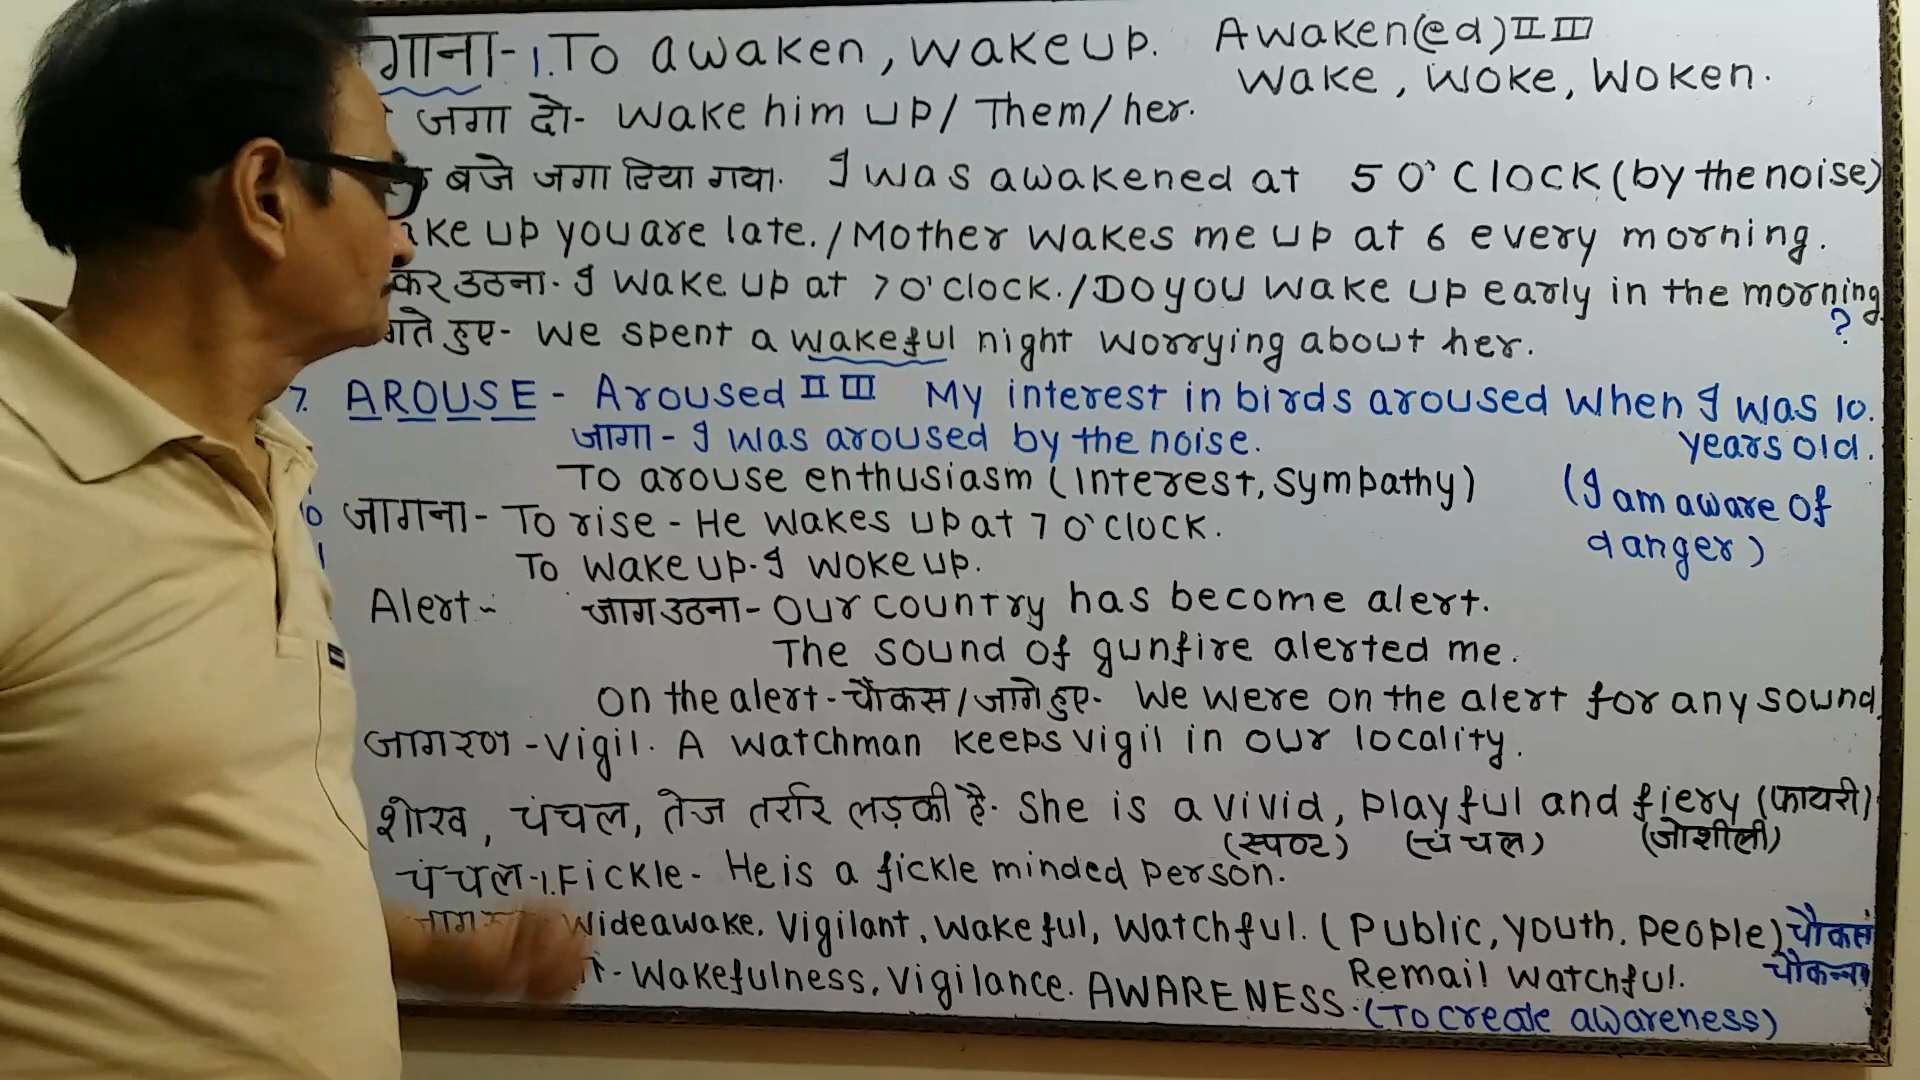 गाना- 1. To awaken, wakeup. Awaken(ed) II III
Wake, Woke, Woken.
जगा दो- Wake him up/ Them/her.
बजे जगा दिया गया. I was awakened at 5 O'Clock (by the noise)
ake up you are late. / Mother wakes me up at 6 every morning.
कर उठना. I wake up at 7 O'clock. / Do you wake up early in the morning
?
गते हुए- We spent a wakeful night worrying about her.
7. AROUSE - Aroused II III My interest in birds aroused when I was 10.
years old.
जागा - I was aroused by the noise.
To arouse enthusiasm (Interest, Sympathy)
(I am aware of
danger)
10 जागना- To rise - He wakes up at 7 O'clock.
To wake up. I woke up.
Alert- जाग उठना- Our country has become alert.
The sound of gunfire alerted me.
On the alert - चौकस / जागे हुए. We were on the alert for any sound.
जागरण - Vigil. A watchman keeps vigil in our locality.
शोख, चंचल, तेज तर्रार लड़की है. She is a vivid, playful and fiery (फायरी)
(स्पष्ट) (चंचल) (जोशीली)
चंचल-1. Fickle- He is a fickle minded person.
Wideawake, Vigilant, Wakeful, Watchful. (Public, youth, people) चौकस
Remail watchful. चौकन्ना
- Wakefulness, Vigilance. AWARENESS.
(To create awareness)